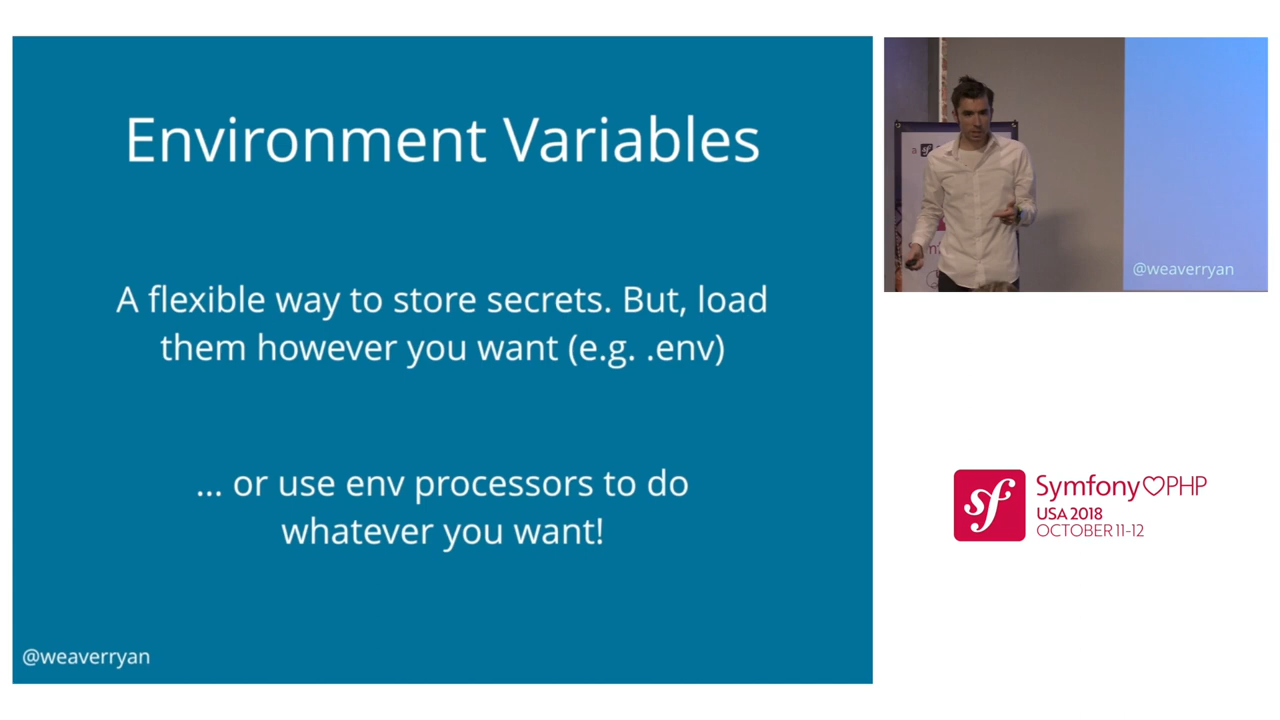 Environment Variables
A flexible way to store secrets. But, load
them however you want (e.g. .env)
... or use env processors to do
whatever you want!
@weaverryan
@weaverryan
sf
Symfony♡PHP
USA 2018
OCTOBER 11-12